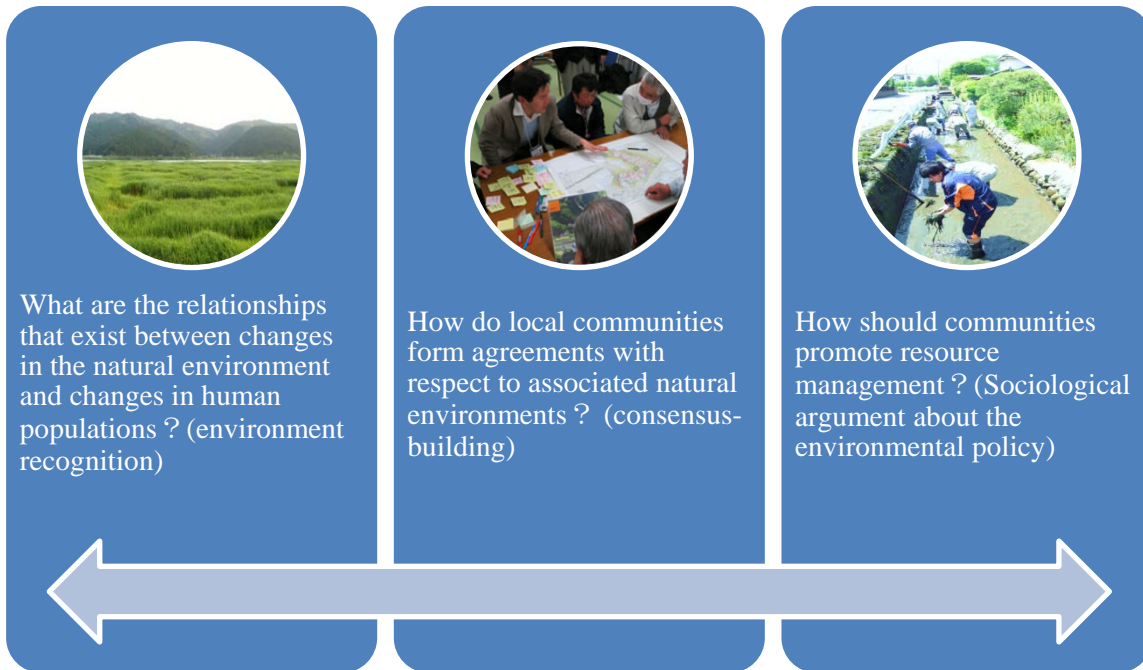 What are the relationships
that exist between changes
in the natural environment
and changes in human
populations？(environment
recognition)
How do local communities
form agreements with
respect to associated natural
environments？ (consensus-
building)
How should communities
promote resource
management？(Sociological
argument about the
environmental policy)